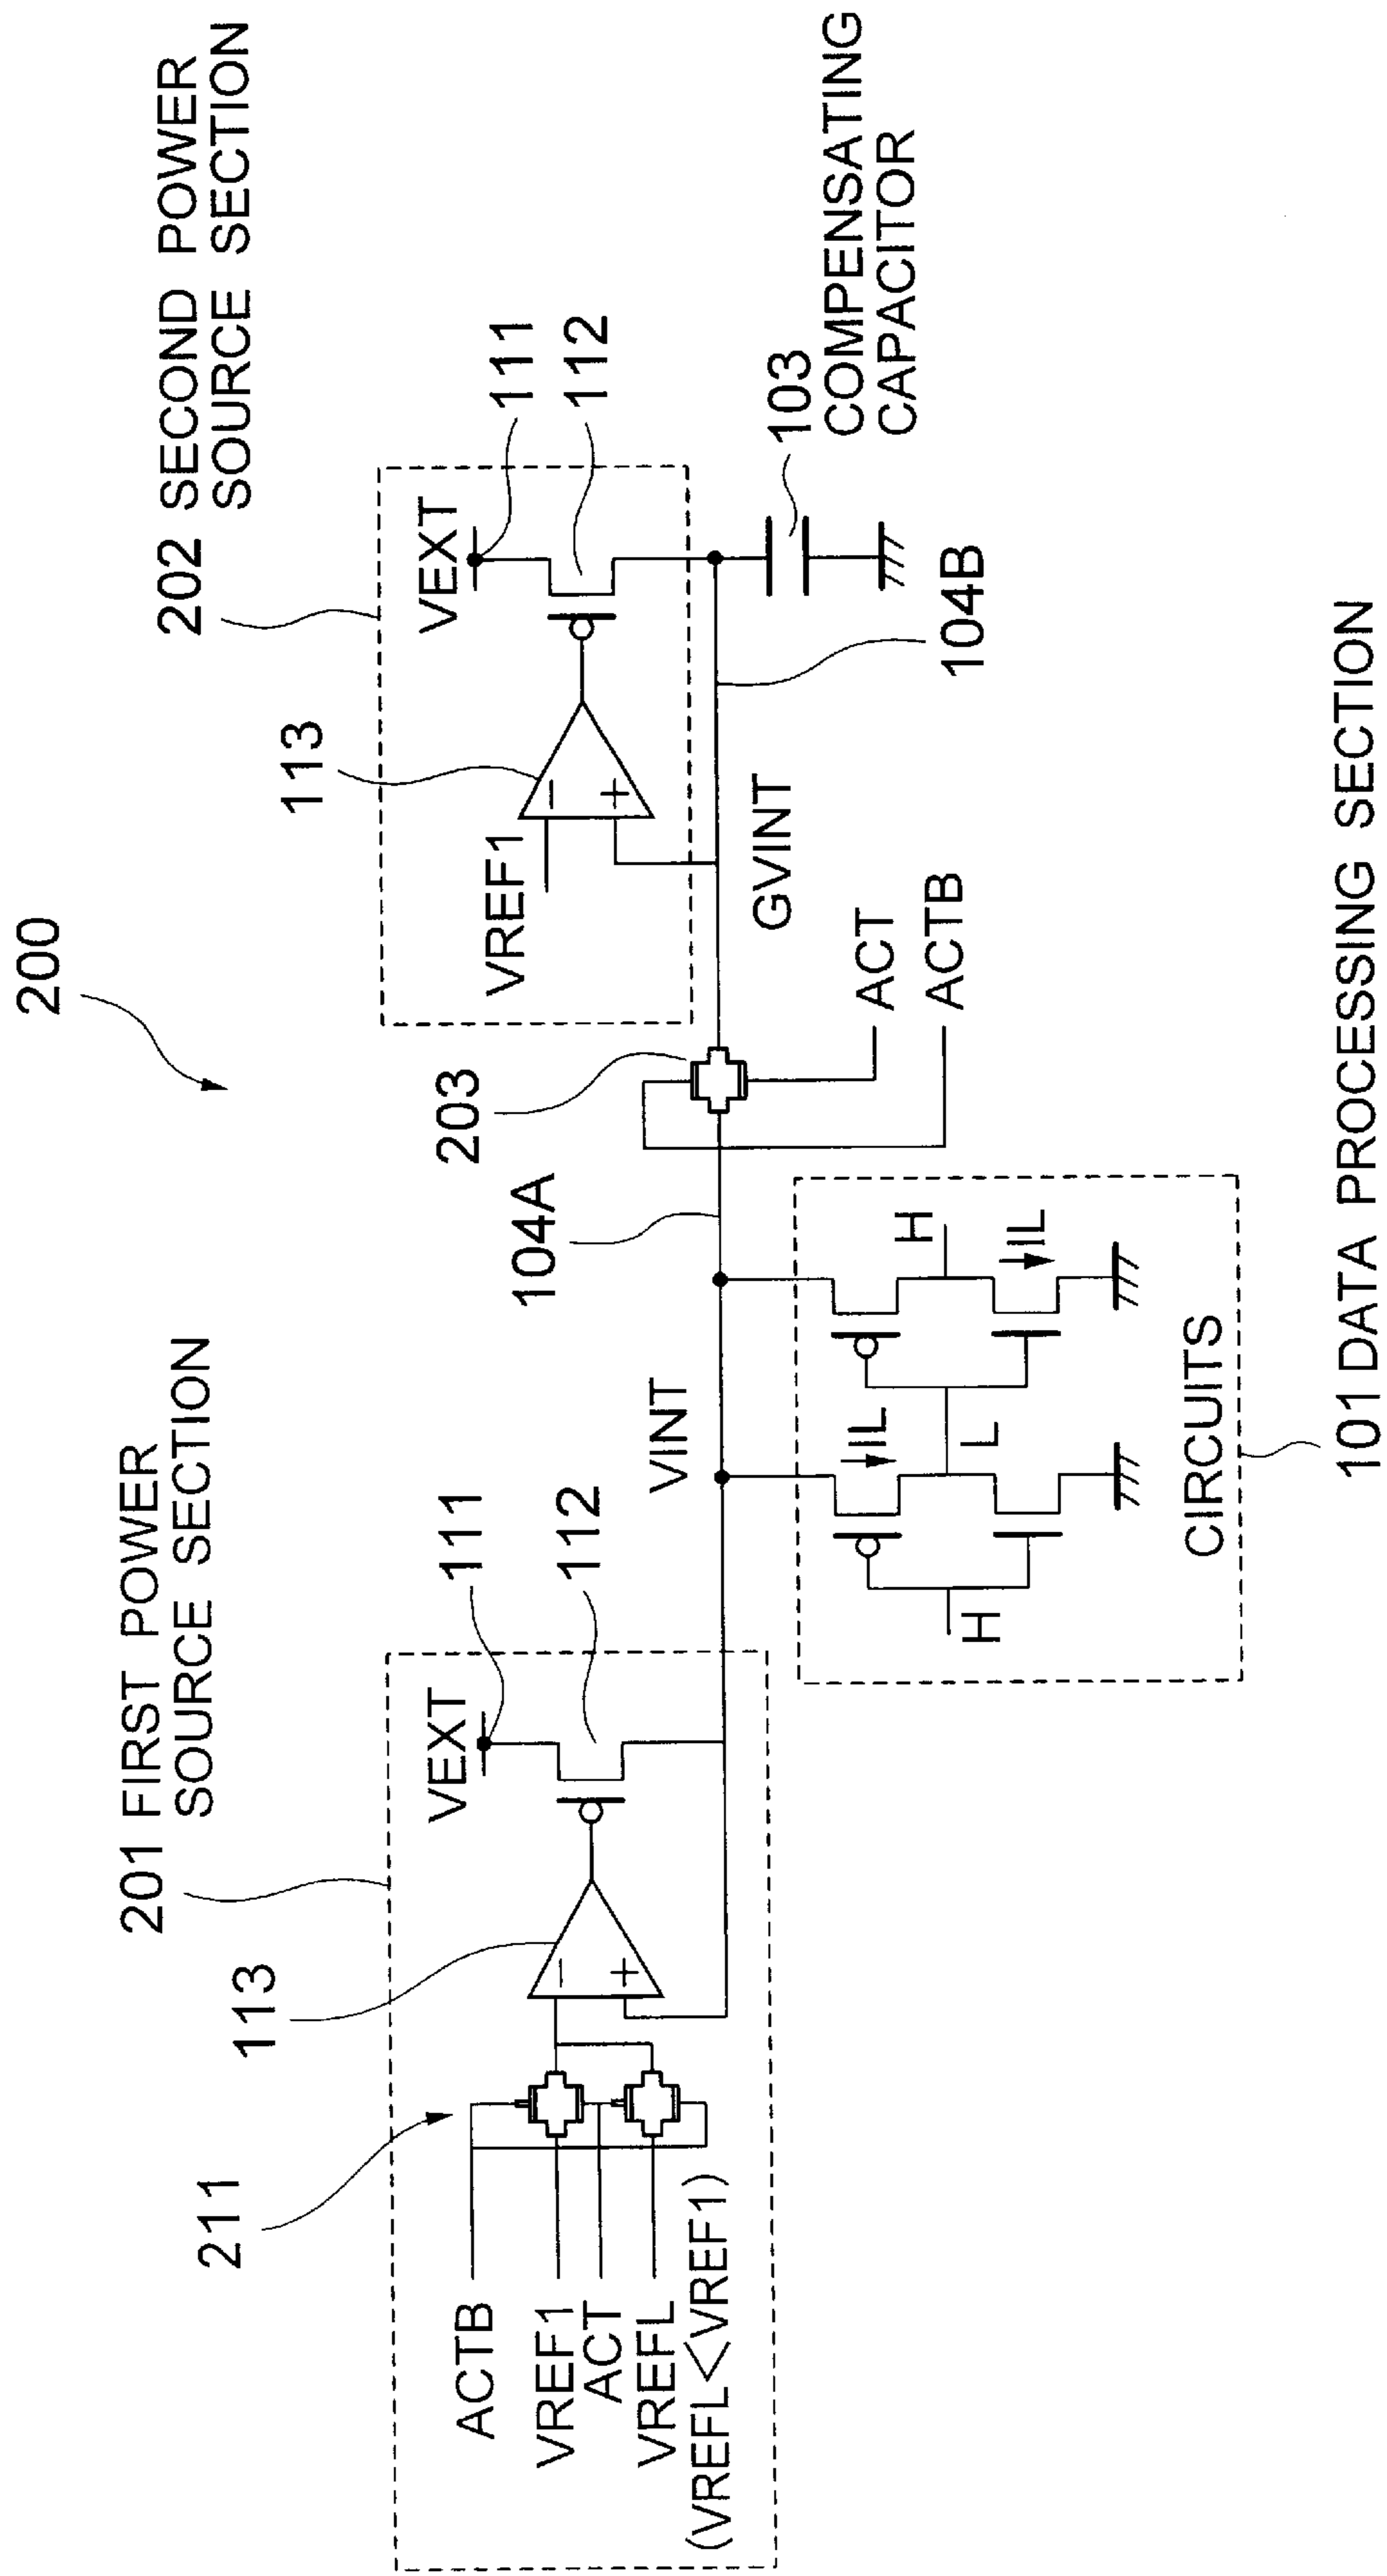 200
201 FIRST POWER
SOURCE SECTION
202 SECOND POWER
SOURCE SECTION
211
113
VEXT
111
112
ACTB
VREF1
ACT
VREFL
(VREFL<VREF1)
−
+
VINT
104A
203
113
VREF1
−
+
VEXT
111
112
GVINT
ACT
ACTB
104B
103
COMPENSATING
CAPACITOR
H
IL
L
H
IL
CIRCUITS
101 DATA PROCESSING SECTION